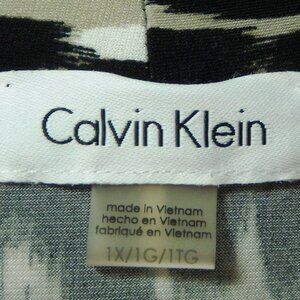 Calvin Klein
made in Vietnam
hecho en Vietnam
fabriqué en Vietnam
1X/1G/1TG